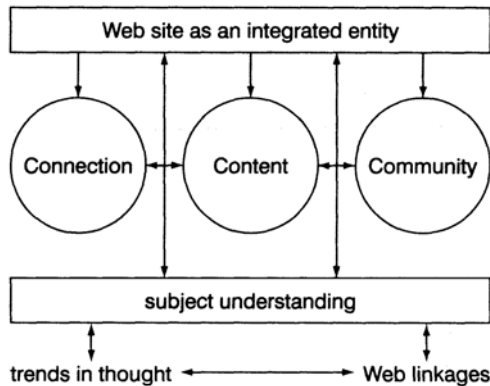 Web site as an integrated entity
Connection
Content
Community
subject understanding
trends in thought
Web linkages